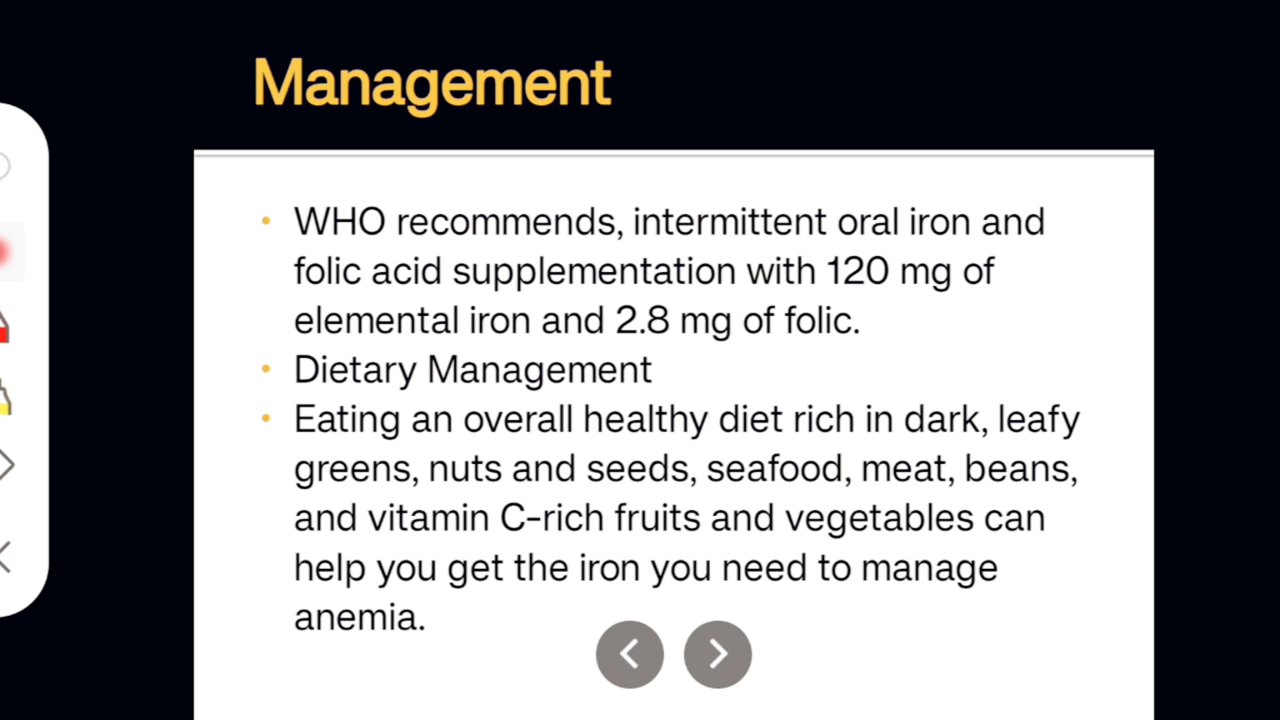 Management
WHO recommends, intermittent oral iron and
folic acid supplementation with 120 mg of
elemental iron and 2.8 mg of folic.
Dietary Management
Eating an overall healthy diet rich in dark, leafy
greens, nuts and seeds, seafood, meat, beans,
and vitamin C-rich fruits and vegetables can
help you get the iron you need to manage
anemia.